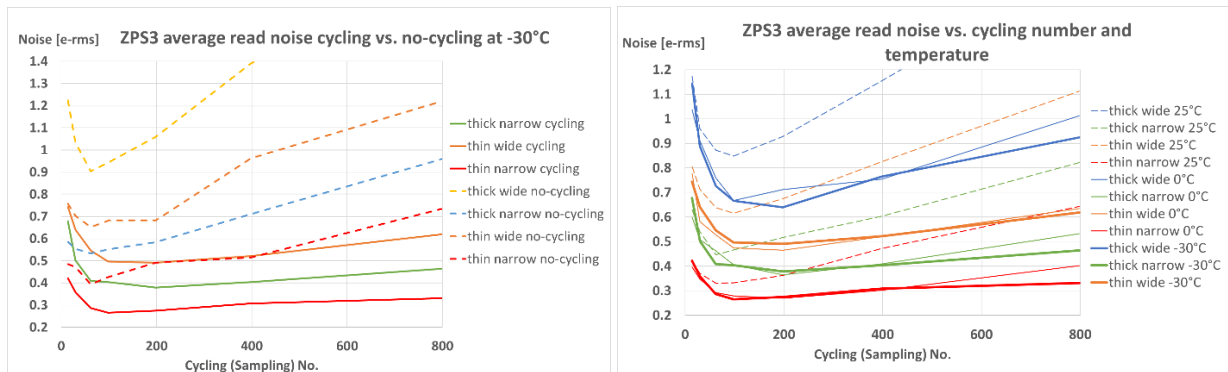 ZPS3 average read noise cycling vs. no-cycling at -30°C
Noise [e-rms]
1.4
1.3
1.2
1.1
1
0.9
0.8
0.7
0.6
0.5
0.4
0.3
0.2
0
200
400
600
800
Cycling (Sampling) No.
thick narrow cycling
thin wide cycling
thin narrow cycling
thick wide no-cycling
thick narrow no-cycling
thin wide no-cycling
thin narrow no-cycling
ZPS3 average read noise vs. cycling number and
temperature
Noise [e-rms]
1.2
1.1
1
0.9
0.8
0.7
0.6
0.5
0.4
0.3
0.2
0
200
400
600
800
Cycling (Sampling) No.
thick wide 25°C
thick narrow 25°C
thin wide 25°C
thin narrow 25°C
thick wide 0°C
thick narrow 0°C
thin wide 0°C
thin narrow 0°C
thick wide -30°C
thick narrow -30°C
thin wide -30°C